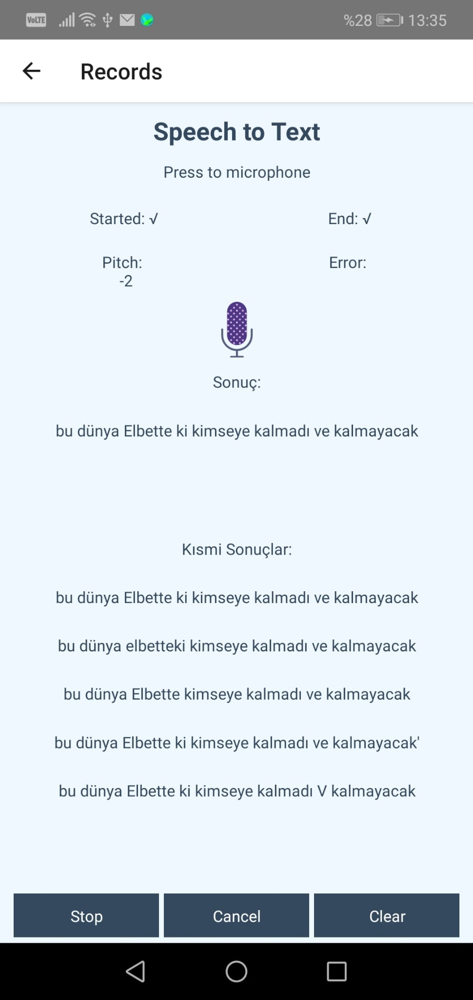 VoLTE %28 13:35
Records
Speech to Text
Press to microphone
Started: √ End: √
Pitch: Error:
-2
Sonuç:
bu dünya Elbette ki kimseye kalmadı ve kalmayacak
Kısmi Sonuçlar:
bu dünya Elbette ki kimseye kalmadı ve kalmayacak
bu dünya elbetteki kimseye kalmadı ve kalmayacak
bu dünya Elbette kimseye kalmadı ve kalmayacak
bu dünya Elbette ki kimseye kalmadı ve kalmayacak'
bu dünya Elbette ki kimseye kalmadı V kalmayacak
Stop Cancel Clear